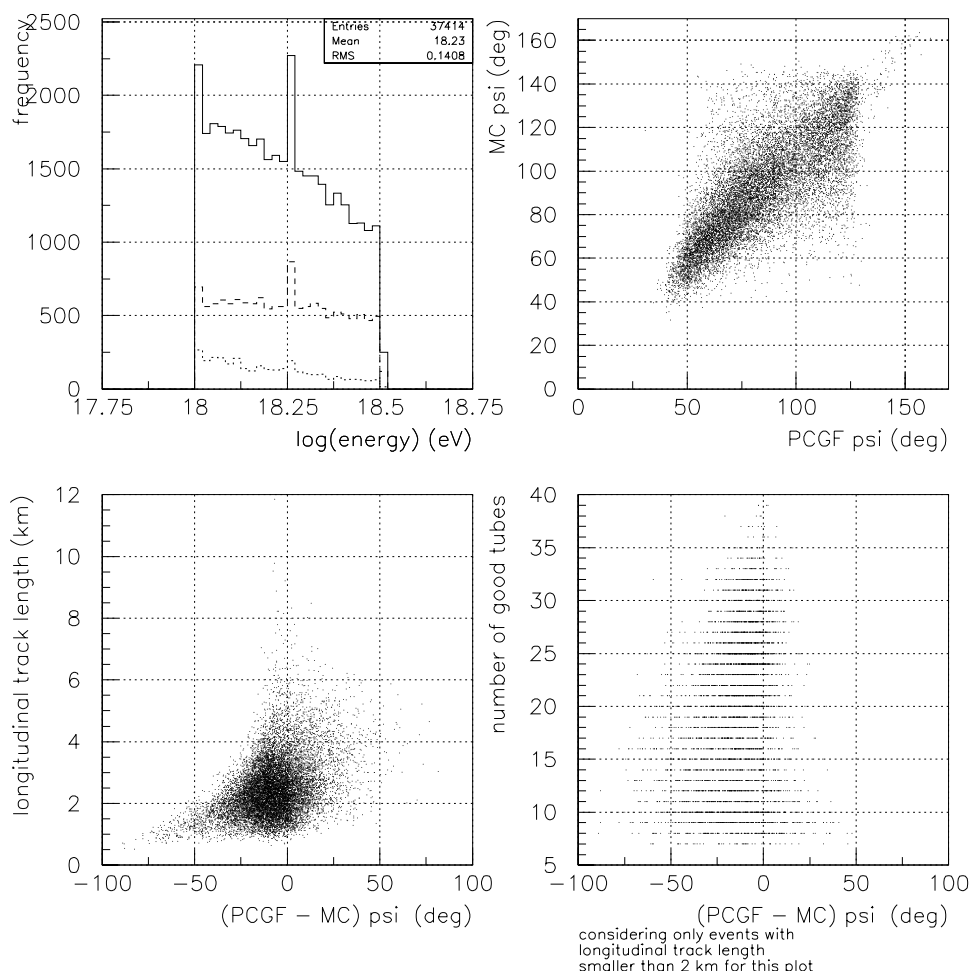 frequency
2500
2000
1500
1000
500
0
Entries 37414
Mean 18.23
RMS 0.1408
17.75 18 18.25 18.5 18.75
log(energy) (eV)
MC psi (deg)
160
140
120
100
80
60
40
20
0
0 50 100 150
PCGF psi (deg)
longitudinal track length (km)
12
10
8
6
4
2
0
−100 −50 0 50 100
(PCGF − MC) psi (deg)
number of good tubes
40
35
30
25
20
15
10
5
−100 −50 0 50 100
(PCGF − MC) psi (deg)
considering only events with
longitudinal track length
smaller than 2 km for this plot